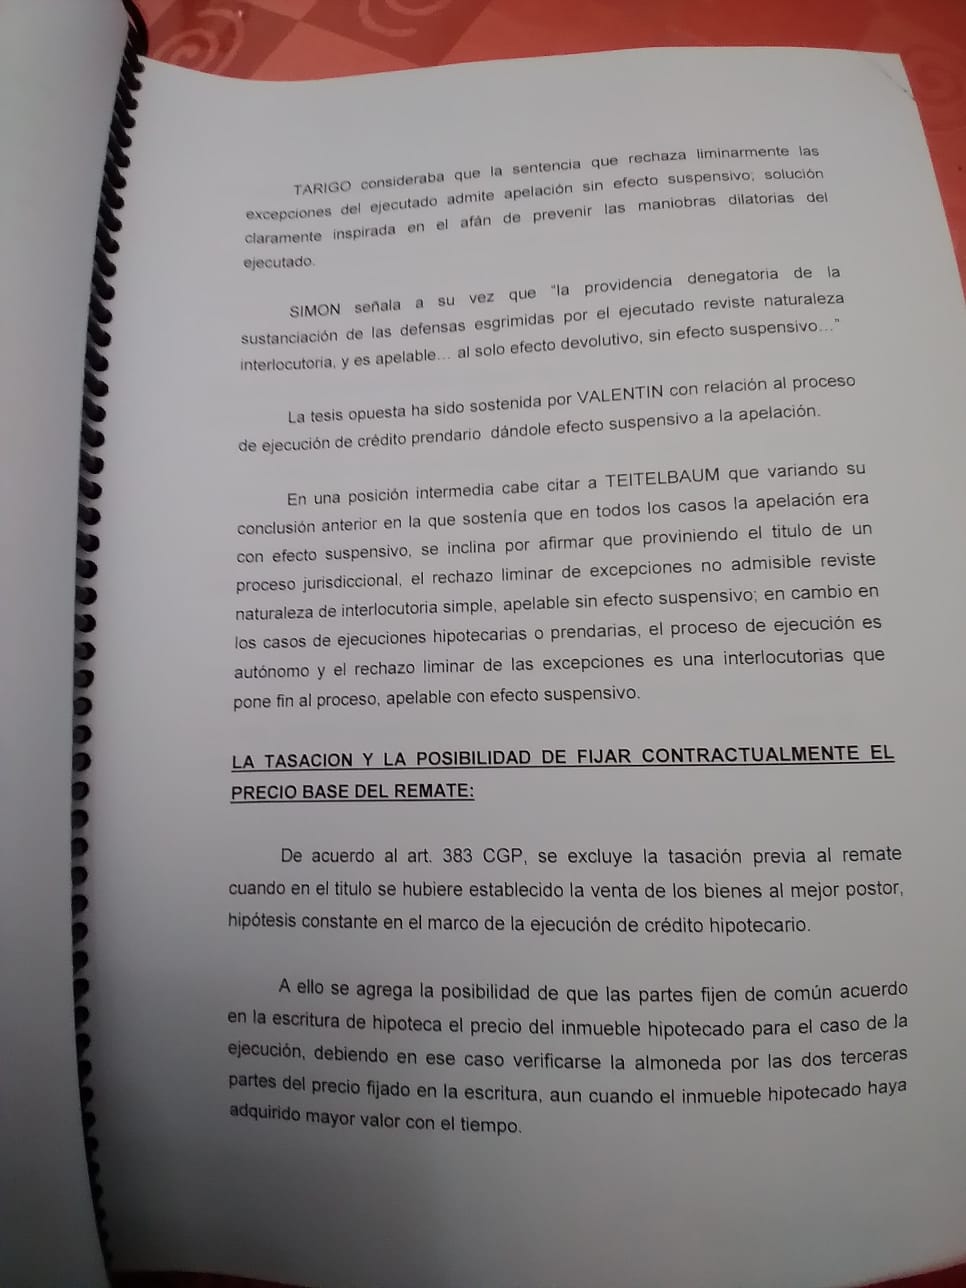 TARIGO consideraba que la sentencia que rechaza liminarmente las
excepciones del ejecutado admite apelación sin efecto suspensivo; solución
claramente inspirada en el afán de prevenir las maniobras dilatorias del
ejecutado.
SIMON señala a su vez que “la providencia denegatoria de la
sustanciación de las defensas esgrimidas por el ejecutado reviste naturaleza
interlocutoria, y es apelable… al solo efecto devolutivo, sin efecto suspensivo…”
La tesis opuesta ha sido sostenida por VALENTIN con relación al proceso
de ejecución de crédito prendario dándole efecto suspensivo a la apelación.
En una posición intermedia cabe citar a TEITELBAUM que variando su
conclusión anterior en la que sostenía que en todos los casos la apelación era
con efecto suspensivo, se inclina por afirmar que proviniendo el titulo de un
proceso jurisdiccional, el rechazo liminar de excepciones no admisible reviste
naturaleza de interlocutoria simple, apelable sin efecto suspensivo; en cambio en
los casos de ejecuciones hipotecarias o prendarias, el proceso de ejecución es
autónomo y el rechazo liminar de las excepciones es una interlocutorias que
pone fin al proceso, apelable con efecto suspensivo.
LA TASACION Y LA POSIBILIDAD DE FIJAR CONTRACTUALMENTE EL
PRECIO BASE DEL REMATE:
De acuerdo al art. 383 CGP, se excluye la tasación previa al remate
cuando en el titulo se hubiere establecido la venta de los bienes al mejor postor,
hipótesis constante en el marco de la ejecución de crédito hipotecario.
A ello se agrega la posibilidad de que las partes fijen de común acuerdo
en la escritura de hipoteca el precio del inmueble hipotecado para el caso de la
ejecución, debiendo en ese caso verificarse la almoneda por las dos terceras
partes del precio fijado en la escritura, aun cuando el inmueble hipotecado haya
adquirido mayor valor con el tiempo.